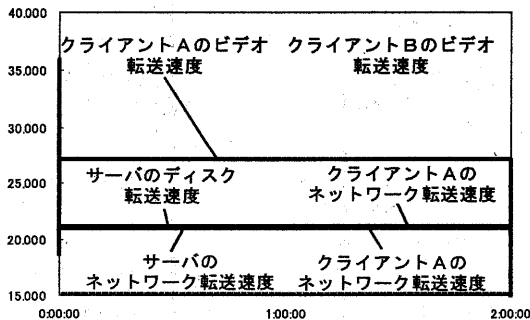 40.000
クライアントAのビデオ
転送速度
クライアントBのビデオ
転送速度
35.000
30.000
サーバのディスク
転送速度
クライアントAの
ネットワーク転送速度
25.000
20.000
サーバの
ネットワーク転送速度
クライアントAの
ネットワーク転送速度
15.000
0:00:00
1:00:00
2:00:00